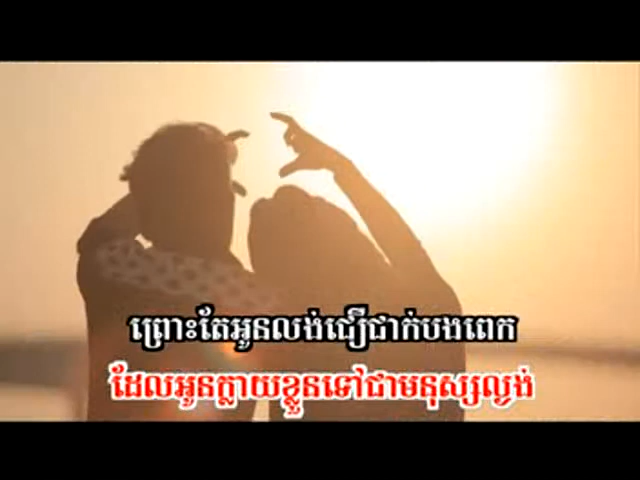 ព្រោះតែអូនលង់ជឿជាក់បងពេក
ដែលអូនក្លាយខ្លួនទៅជាមនុស្សល្ងង់